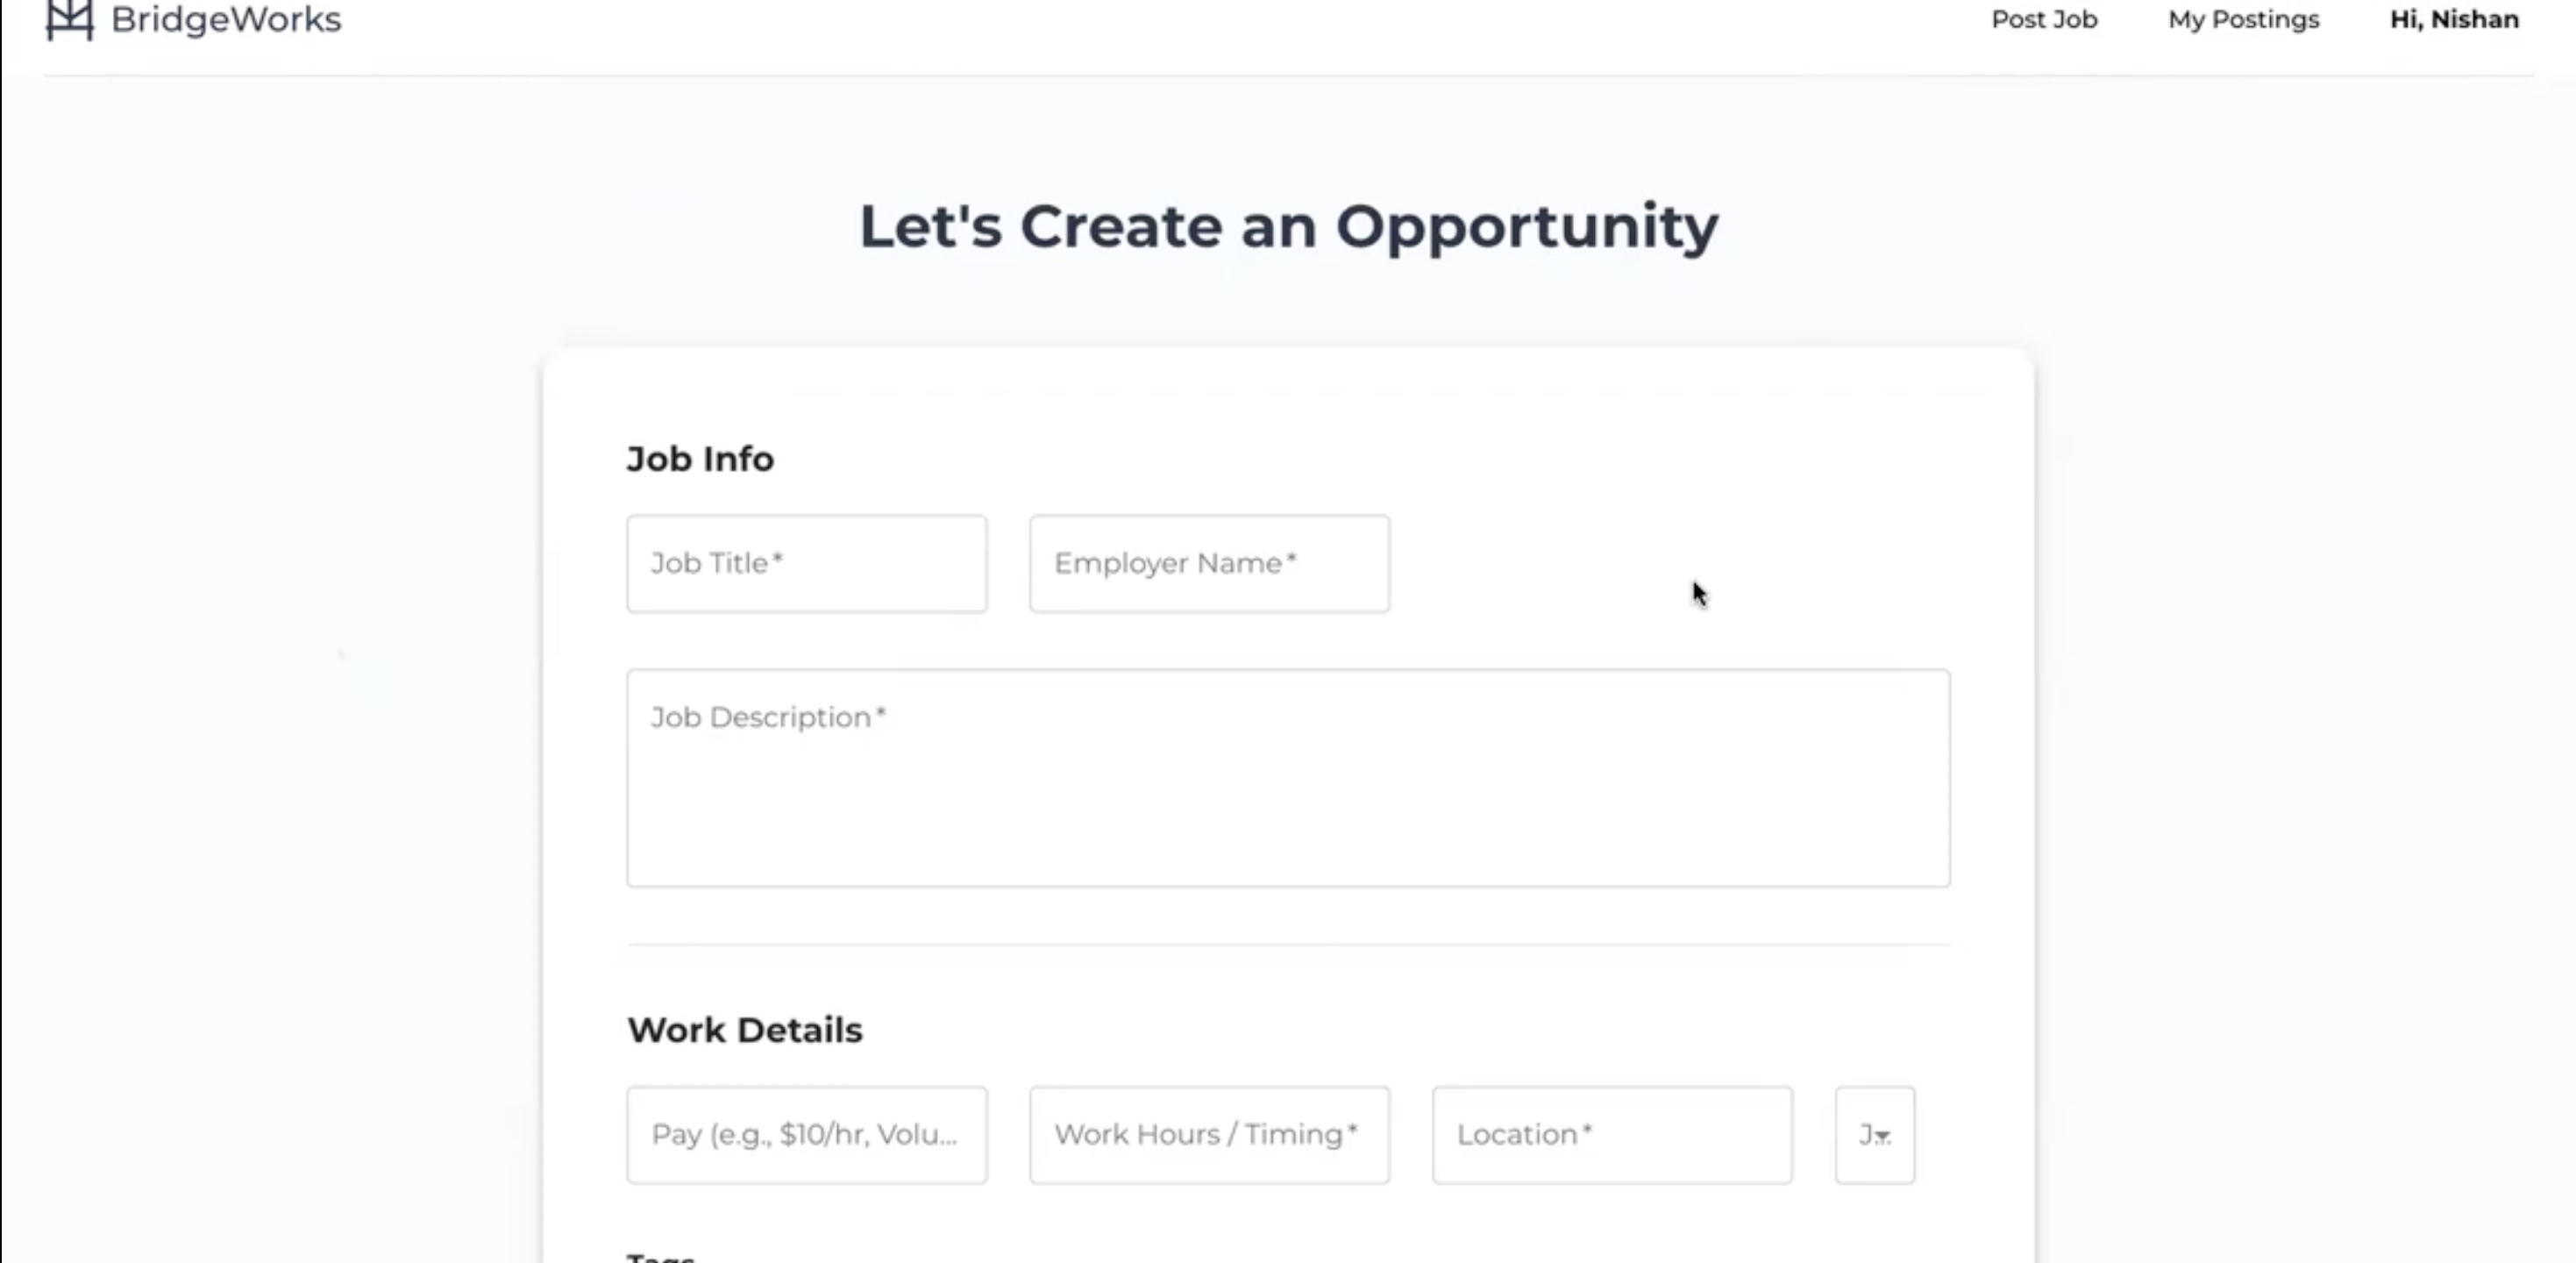 BridgeWorks
Post Job My Postings Hi, Nishan
Let's Create an Opportunity
Job Info
Job Title* Employer Name*
Job Description*
Work Details
Pay (e.g., $10/hr, Volu... Work Hours / Timing* Location* J...
Tags